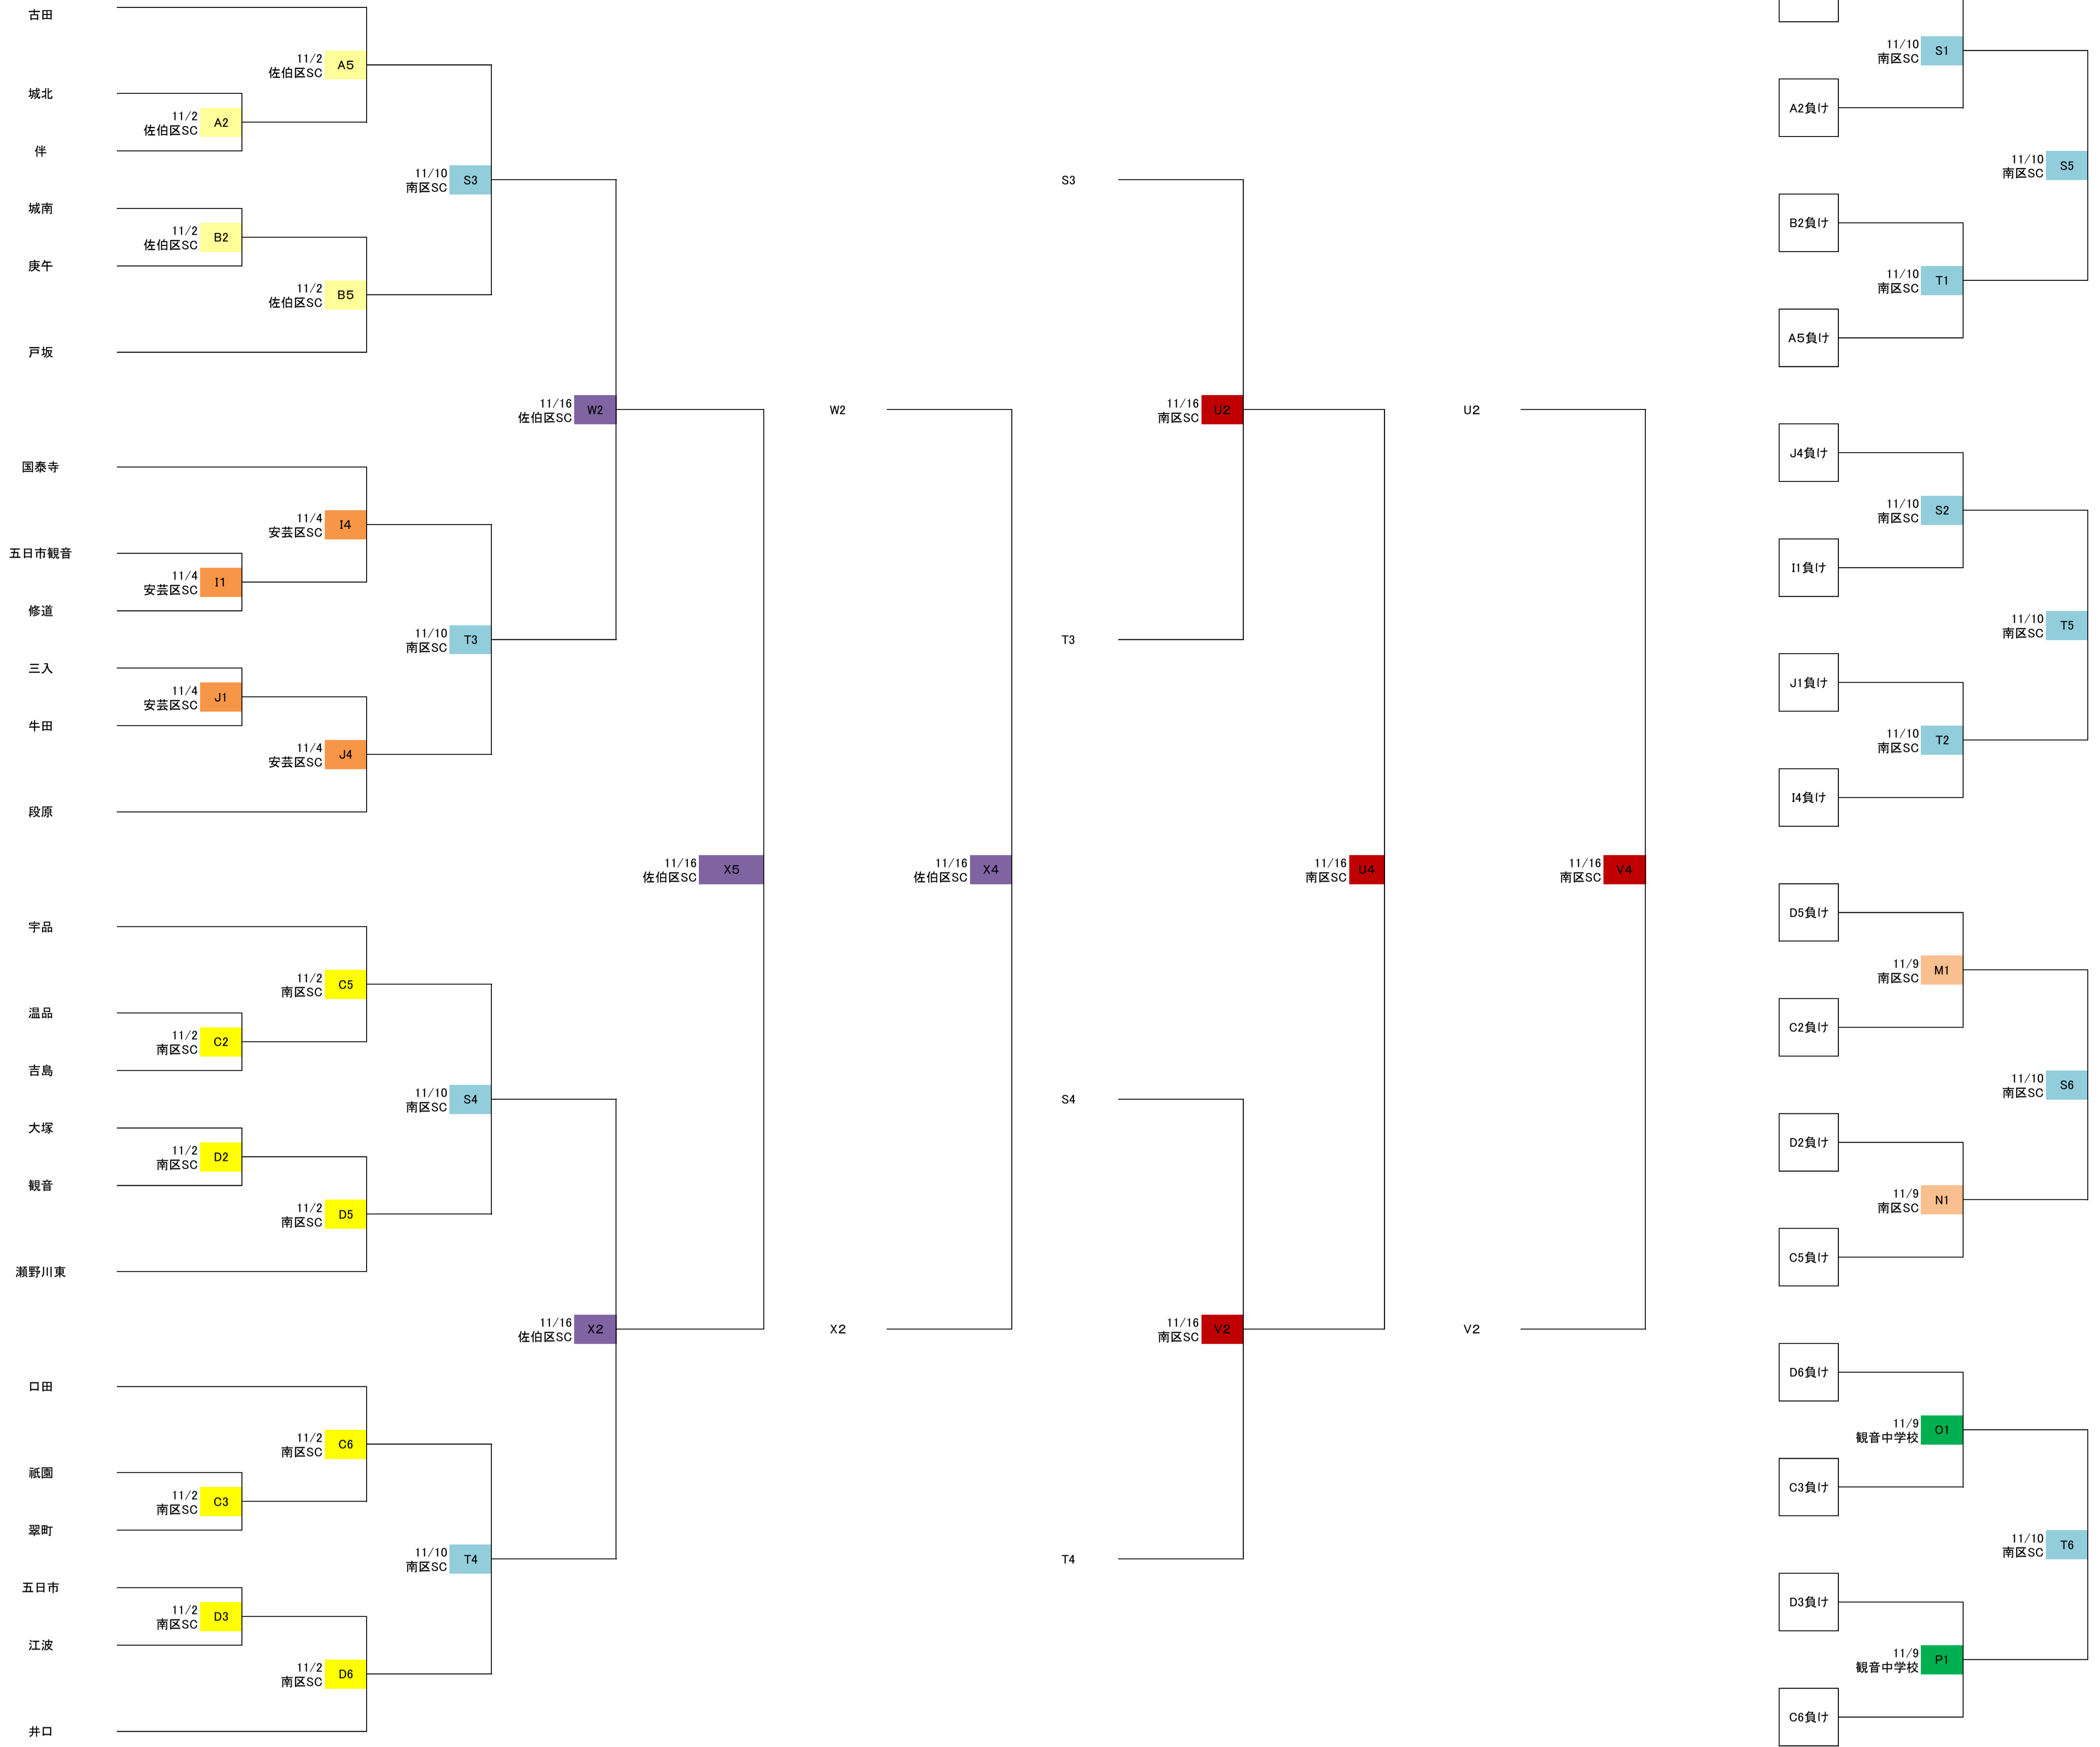 古田
11/2
佐伯区SC
A5
城北
11/2
佐伯区SC
A2
伴
11/10
南区SC
S3
城南
11/2
佐伯区SC
B2
庚午
11/2
佐伯区SC
B5
戸坂
11/16
佐伯区SC
W2
国泰寺
11/4
安芸区SC
I4
五日市観音
11/4
安芸区SC
I1
修道
11/10
南区SC
T3
三入
11/4
安芸区SC
J1
牛田
11/4
安芸区SC
J4
段原
11/16
佐伯区SC
X5
宇品
11/2
南区SC
C5
温品
11/2
南区SC
C2
吉島
11/10
南区SC
S4
大塚
11/2
南区SC
D2
観音
11/2
南区SC
D5
瀬野川東
11/16
佐伯区SC
X2
口田
11/2
南区SC
C6
祇園
11/2
南区SC
C3
翠町
11/10
南区SC
T4
五日市
11/2
南区SC
D3
江波
11/2
南区SC
D6
井口
W2
11/16
佐伯区SC
X4
X2
S3
11/16
南区SC
U2
T3
11/16
南区SC
U4
S4
11/16
南区SC
V2
T4
U2
11/16
南区SC
V4
V2
11/10
南区SC
S1
A2負け
11/10
南区SC
S5
B2負け
11/10
南区SC
T1
A5負け
J4負け
11/10
南区SC
S2
I1負け
11/10
南区SC
T5
J1負け
11/10
南区SC
T2
I4負け
D5負け
11/9
南区SC
M1
C2負け
11/10
南区SC
S6
D2負け
11/9
南区SC
N1
C5負け
D6負け
11/9
観音中学校
O1
C3負け
11/10
南区SC
T6
D3負け
11/9
観音中学校
P1
C6負け